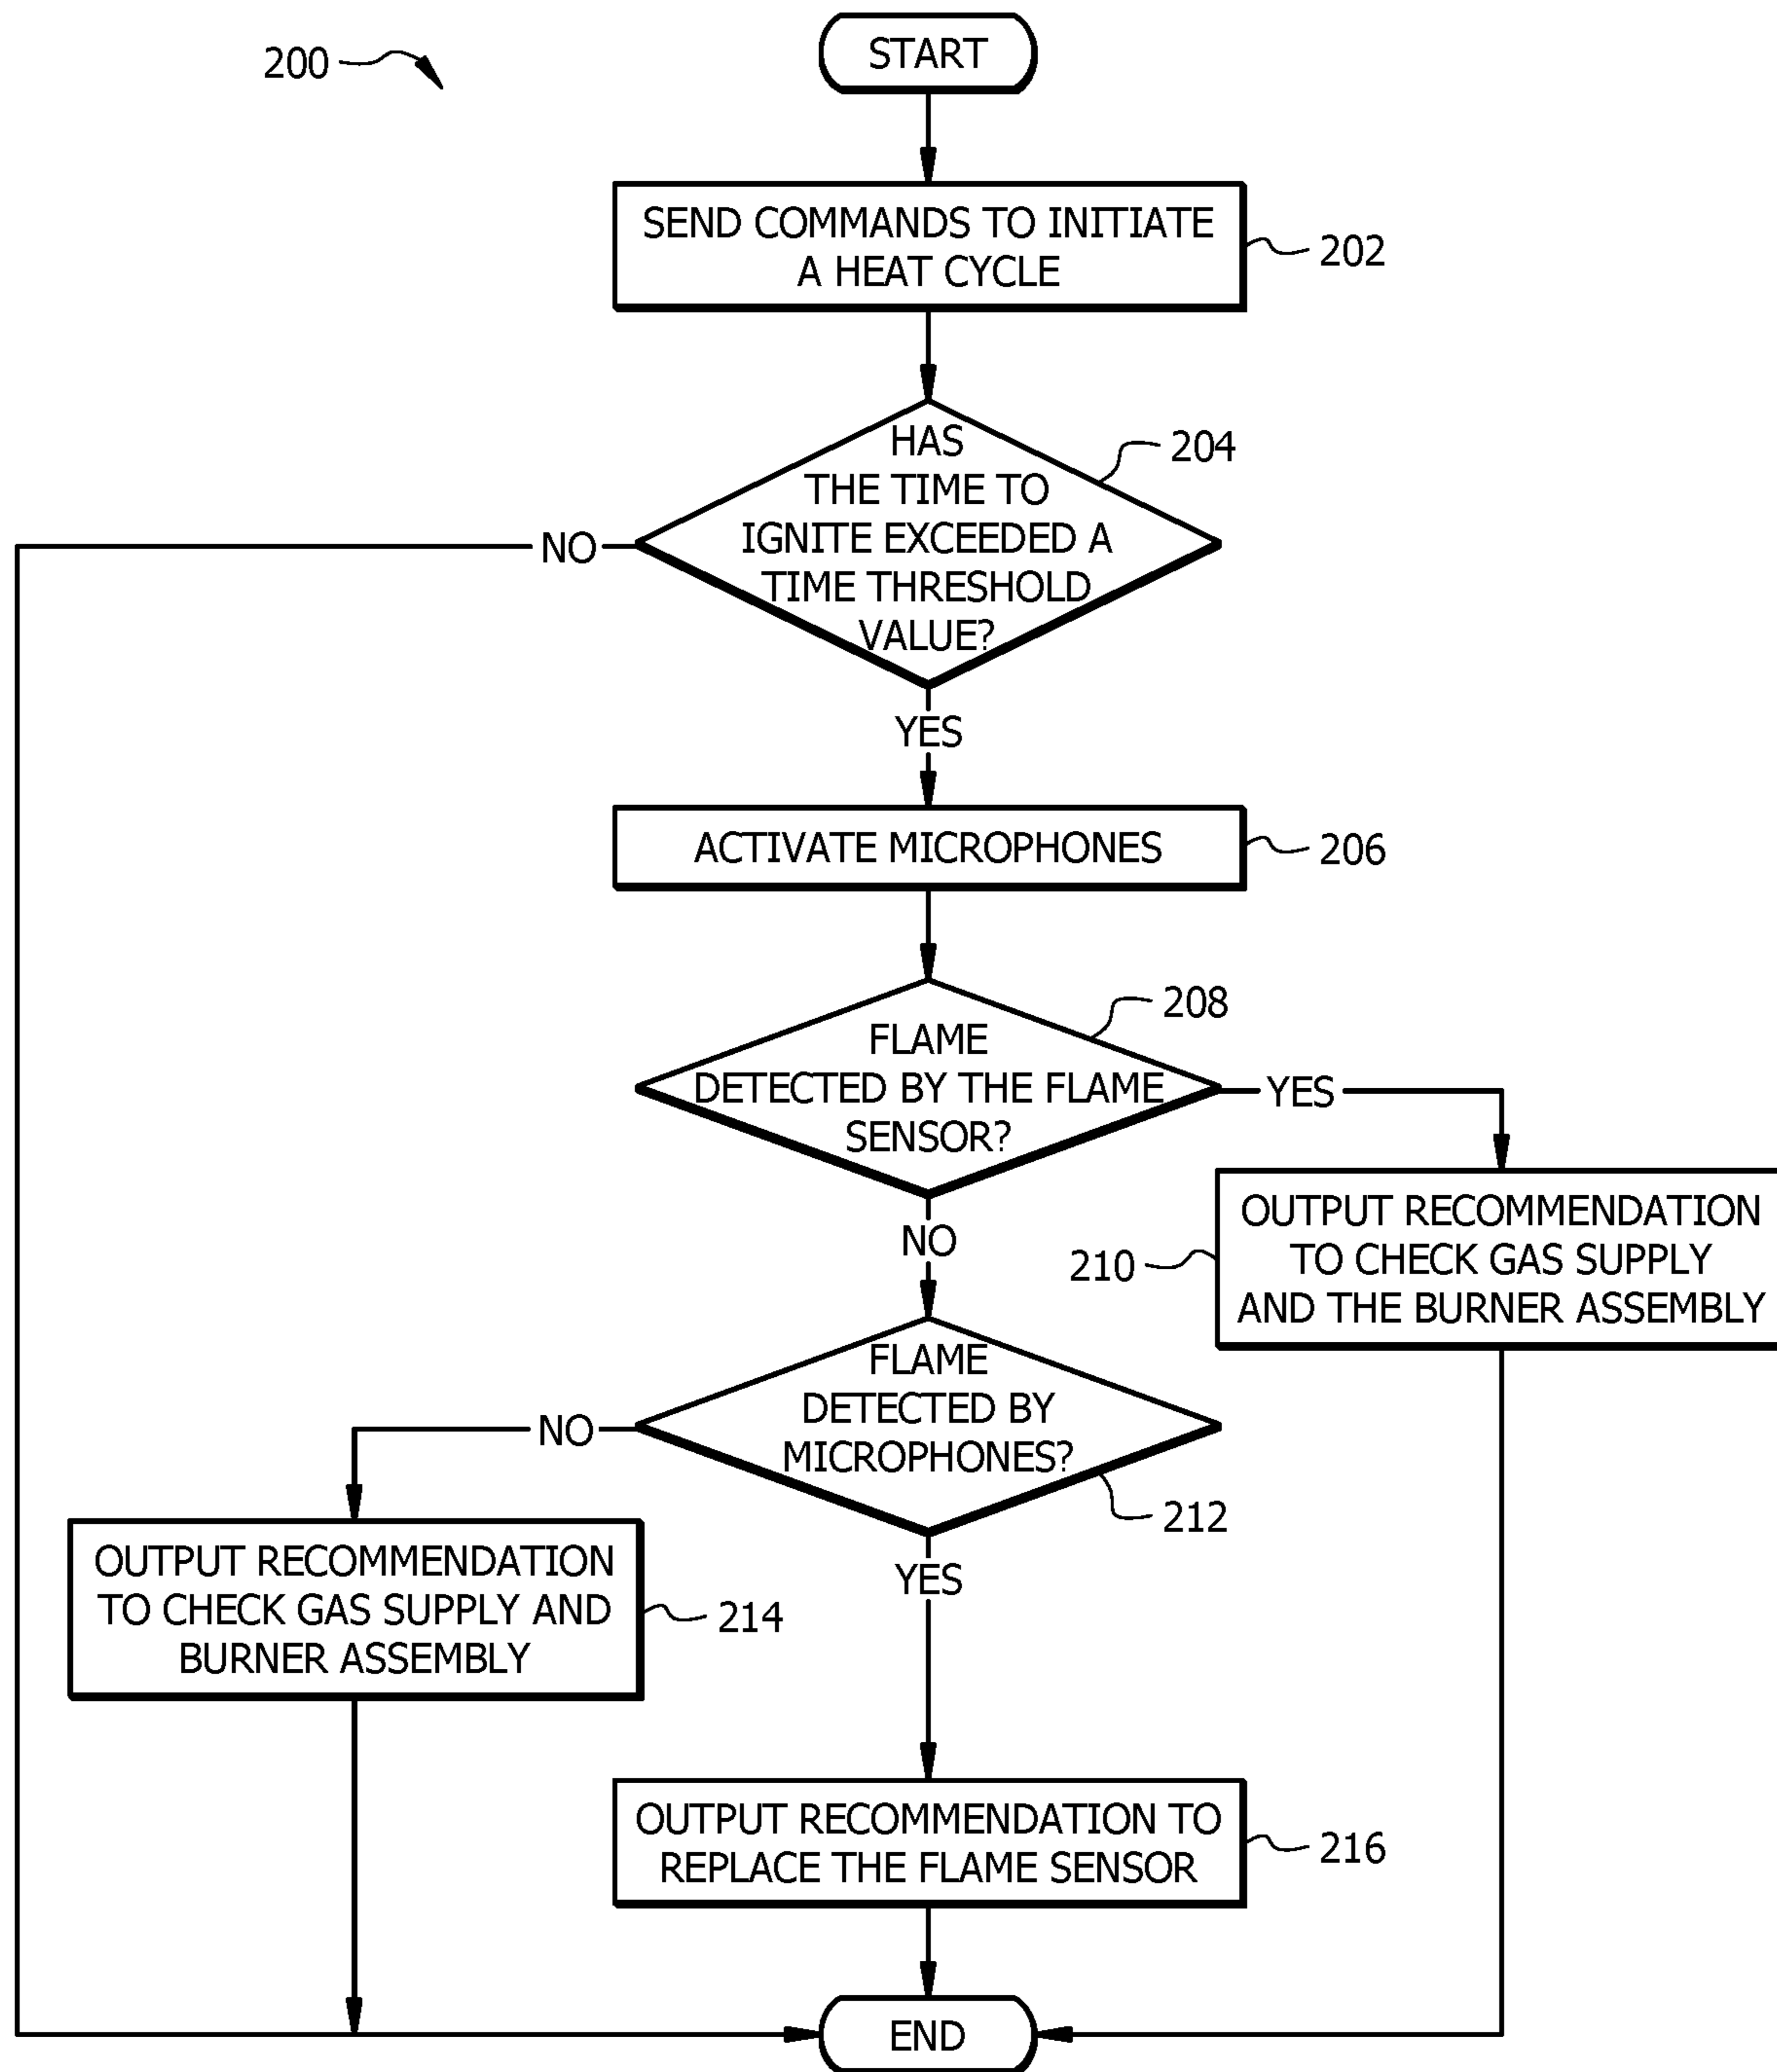 200
START
SEND COMMANDS TO INITIATE
A HEAT CYCLE
202
HAS
THE TIME TO
IGNITE EXCEEDED A
TIME THRESHOLD
VALUE?
204
NO
YES
ACTIVATE MICROPHONES
206
FLAME
DETECTED BY THE FLAME
SENSOR?
208
YES
NO
OUTPUT RECOMMENDATION
TO CHECK GAS SUPPLY
AND THE BURNER ASSEMBLY
210
FLAME
DETECTED BY
MICROPHONES?
212
NO
YES
OUTPUT RECOMMENDATION
TO CHECK GAS SUPPLY AND
BURNER ASSEMBLY
214
OUTPUT RECOMMENDATION TO
REPLACE THE FLAME SENSOR
216
END